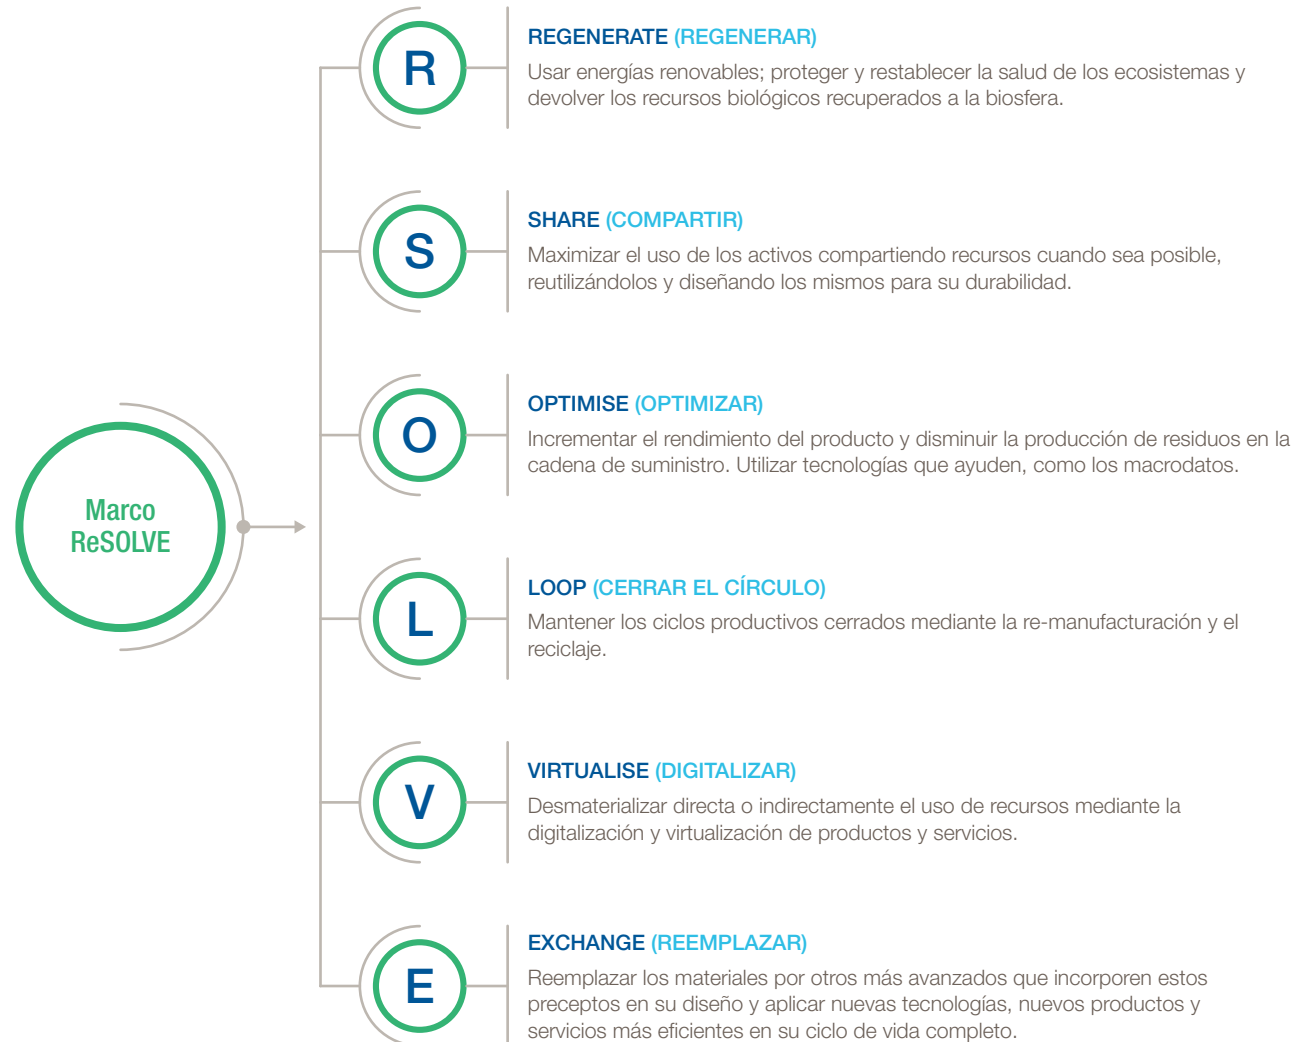 Marco
ReSOLVE
R
REGENERATE (REGENERAR)
Usar energías renovables; proteger y restablecer la salud de los ecosistemas y
devolver los recursos biológicos recuperados a la biosfera.
S
SHARE (COMPARTIR)
Maximizar el uso de los activos compartiendo recursos cuando sea posible,
reutilizándolos y diseñando los mismos para su durabilidad.
O
OPTIMISE (OPTIMIZAR)
Incrementar el rendimiento del producto y disminuir la producción de residuos en la
cadena de suministro. Utilizar tecnologías que ayuden, como los macrodatos.
L
LOOP (CERRAR EL CÍRCULO)
Mantener los ciclos productivos cerrados mediante la re-manufacturación y el
reciclaje.
V
VIRTUALISE (DIGITALIZAR)
Desmaterializar directa o indirectamente el uso de recursos mediante la
digitalización y virtualización de productos y servicios.
E
EXCHANGE (REEMPLAZAR)
Reemplazar los materiales por otros más avanzados que incorporen estos
preceptos en su diseño y aplicar nuevas tecnologías, nuevos productos y
servicios más eficientes en su ciclo de vida completo.